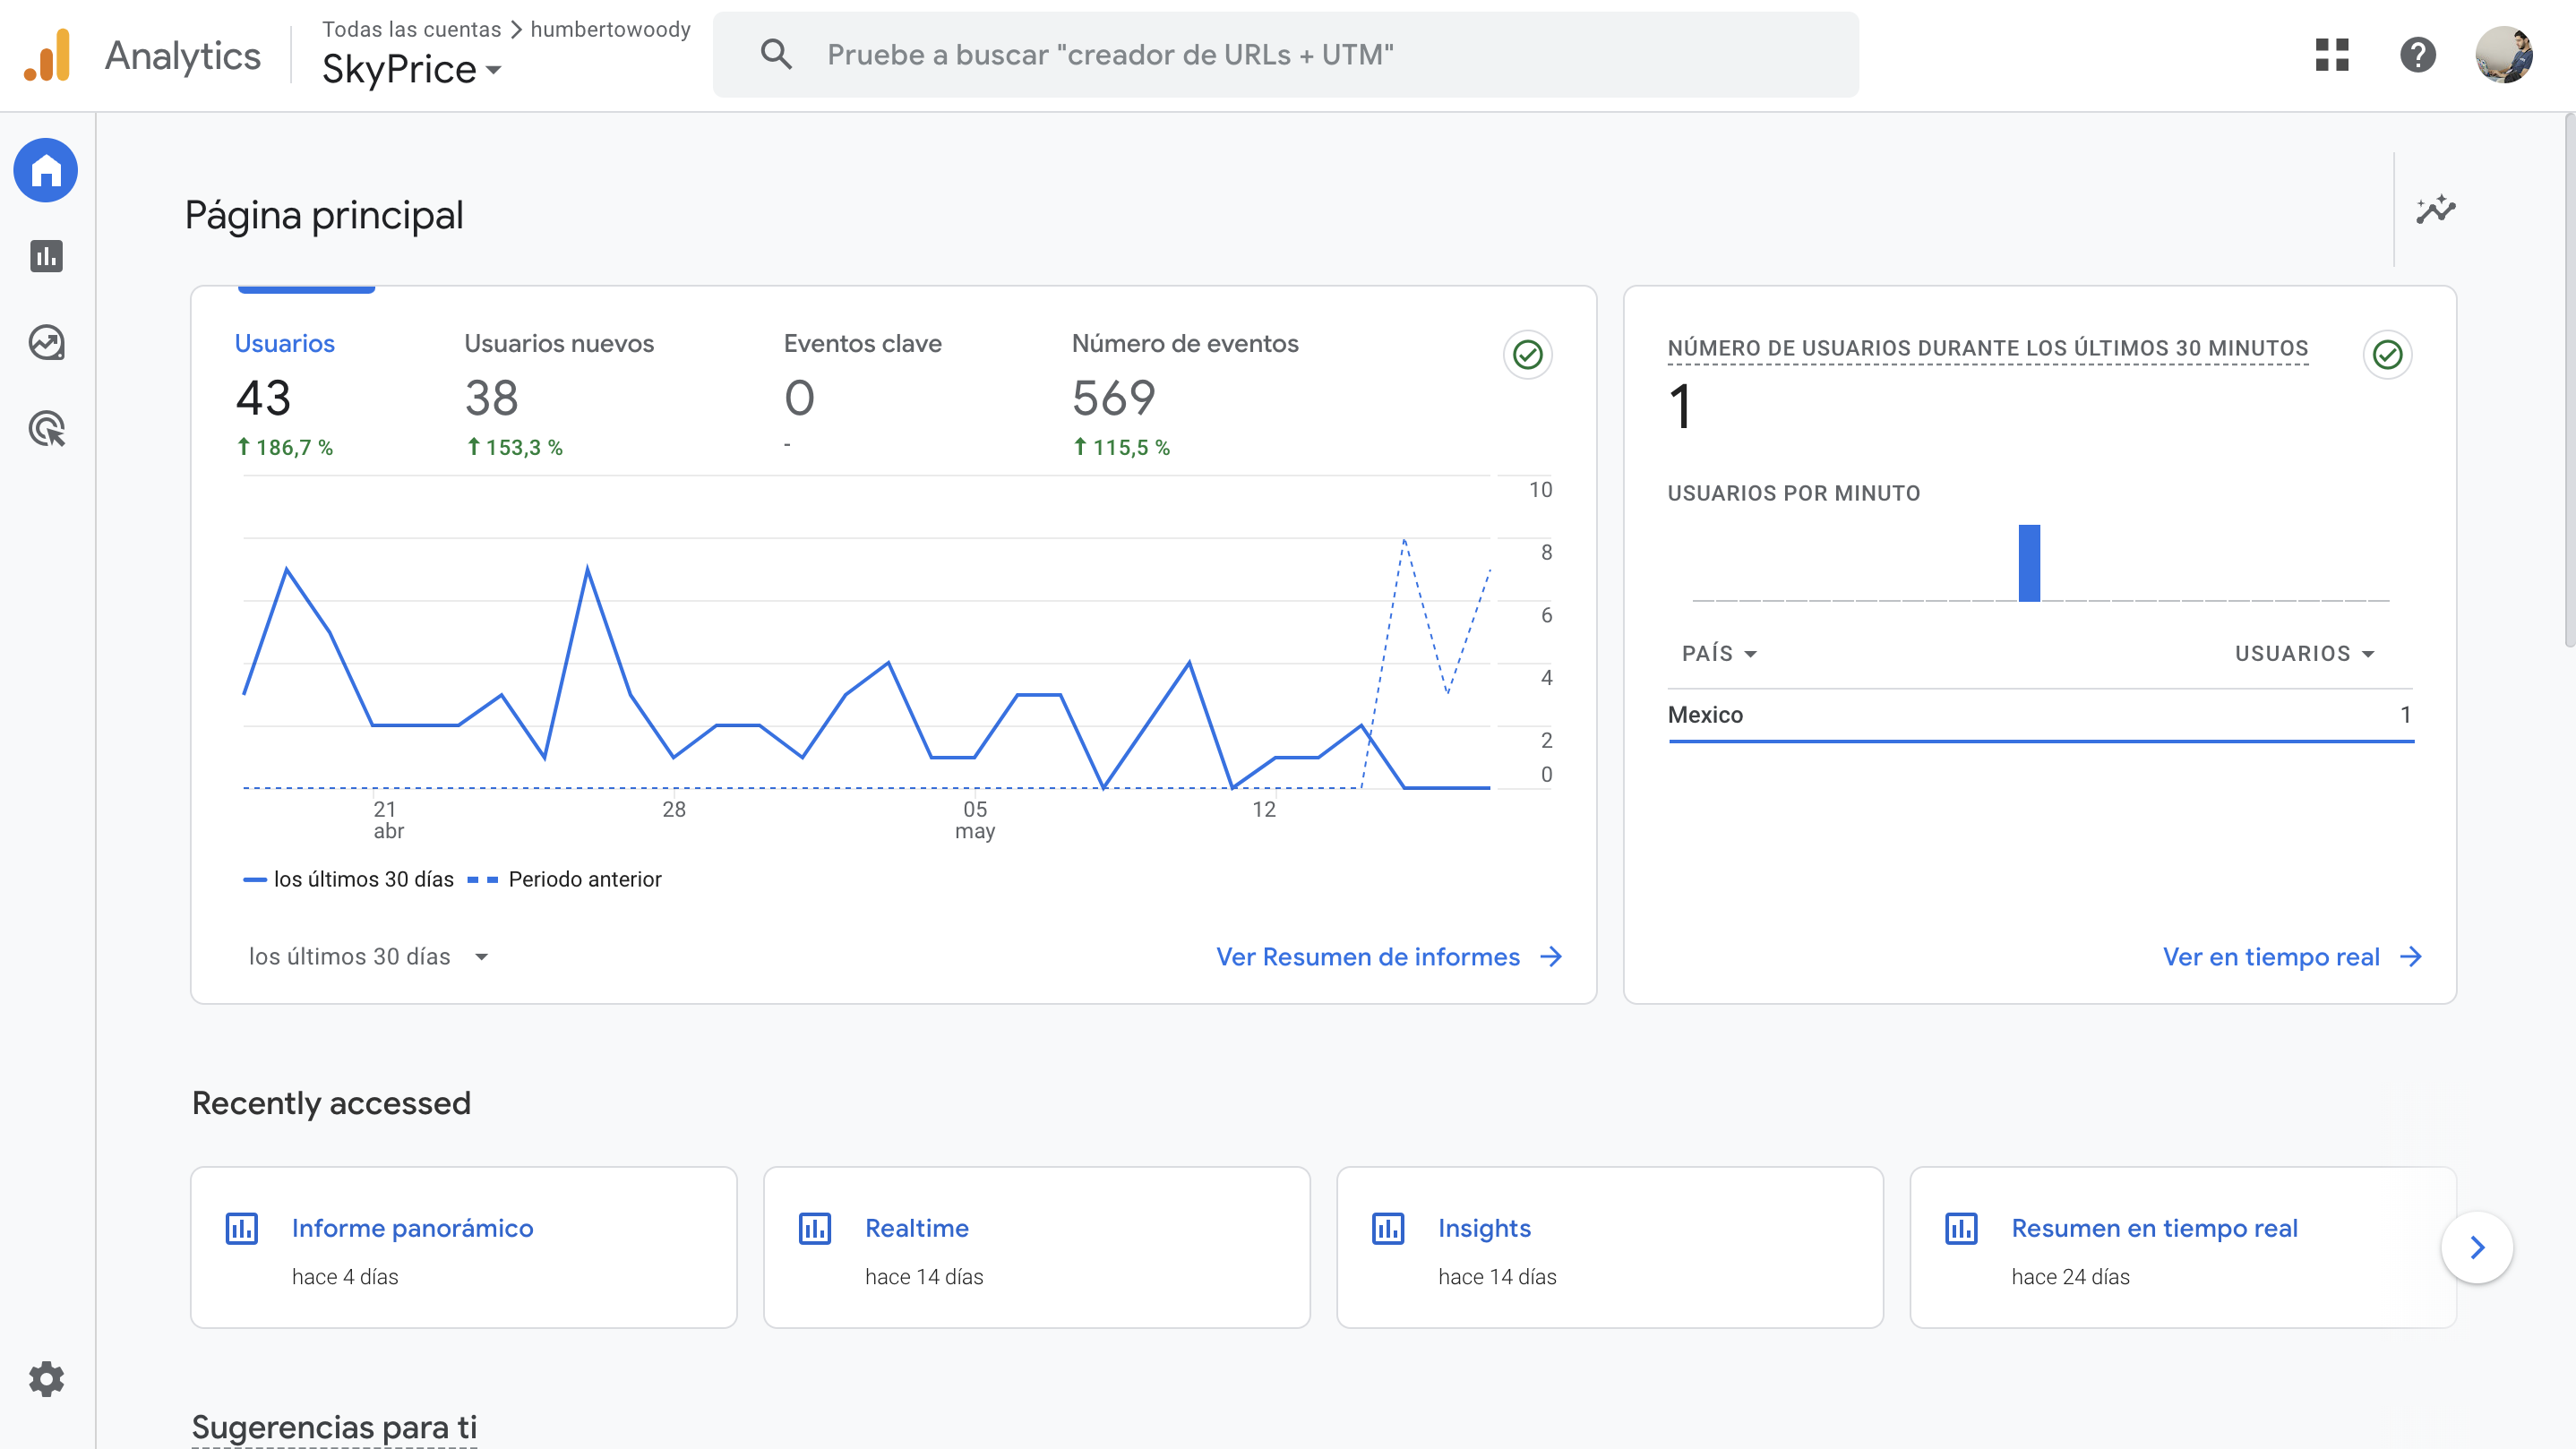 Analytics
Todas las cuentas > humbertowoody
SkyPrice
Pruebe a buscar "creador de URLs + UTM"
Página principal
Usuarios
43
186,7 %
Usuarios nuevos
38
153,3 %
Eventos clave
0
-
Número de eventos
569
115,5 %
10
8
6
4
2
0
21
abr
28
05
may
12
los últimos 30 días
Periodo anterior
los últimos 30 días
Ver Resumen de informes
NÚMERO DE USUARIOS DURANTE LOS ÚLTIMOS 30 MINUTOS
1
USUARIOS POR MINUTO
PAÍS USUARIOS
Mexico 1
Ver en tiempo real
Recently accessed
Informe panorámico
hace 4 días
Realtime
hace 14 días
Insights
hace 14 días
Resumen en tiempo real
hace 24 días
Sugerencias para ti